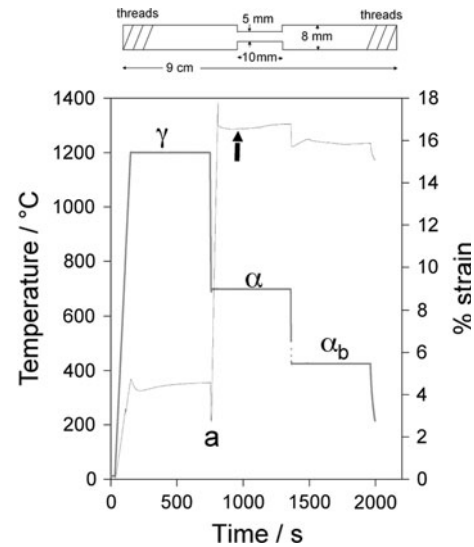 5 mm
threads
threads
8 mm
10mm
9 cm
1400
1200
1000
800
600
400
200
0
Temperature / °C
18
16
14
12
10
8
6
4
2
0
% strain
γ
α
αb
a
0
500
1000
1500
2000
Time / s